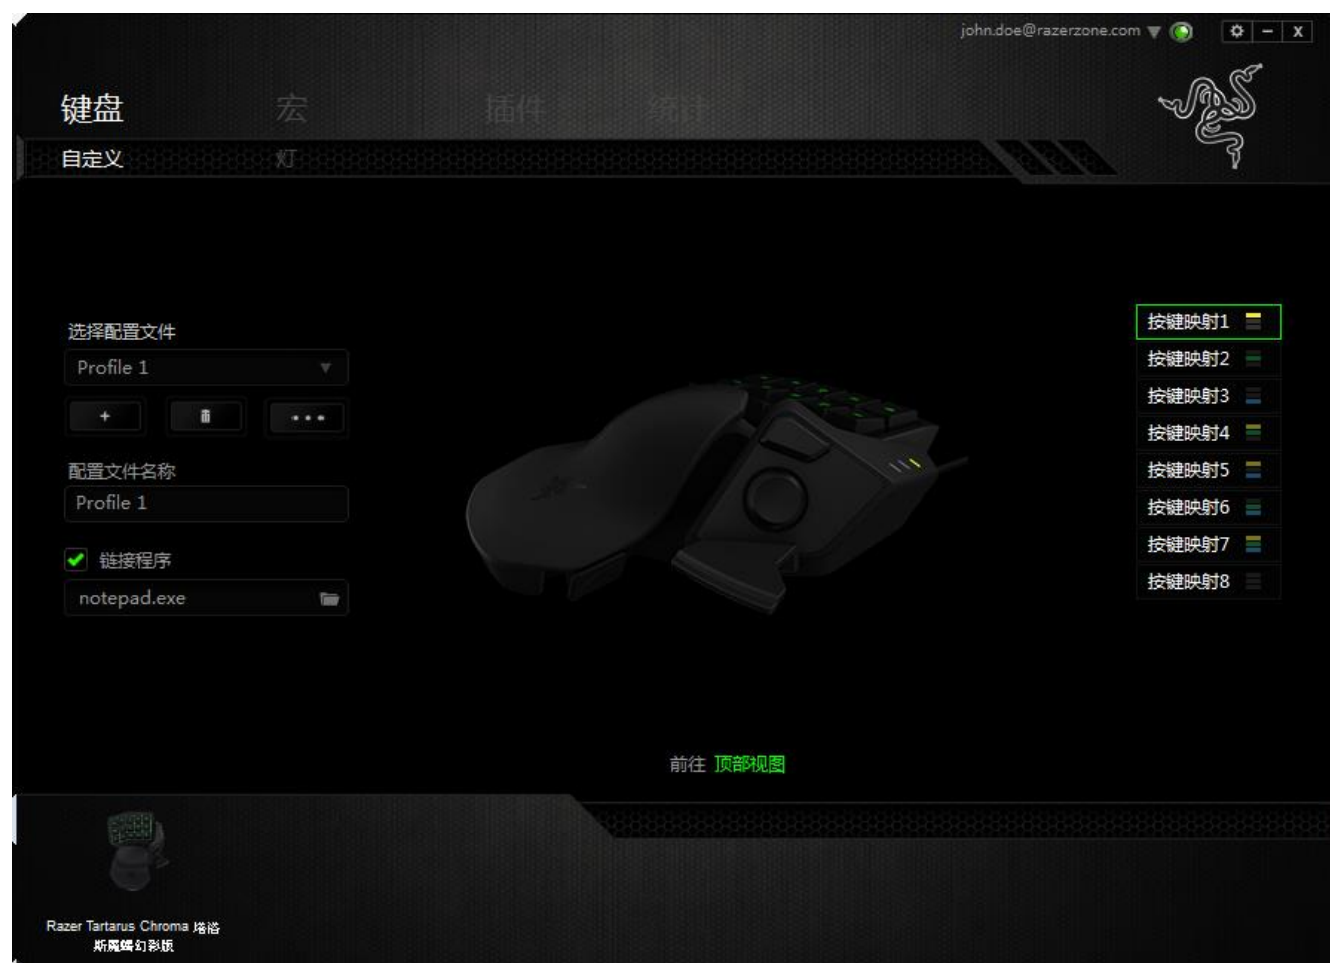 john.doe@razerzone.com
键盘 宏 插件 统计
自定义 灯
选择配置文件
Profile 1
配置文件名称
Profile 1
链接程序
notepad.exe
按键映射1
按键映射2
按键映射3
按键映射4
按键映射5
按键映射6
按键映射7
按键映射8
前往 顶部视图
Razer Tartarus Chroma 塔洛
斯魔蝎幻彩版